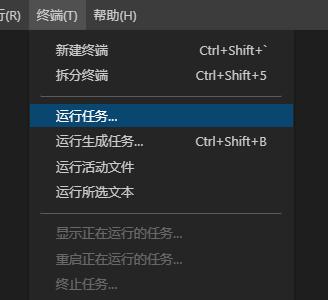 行(R) 终端(T) 帮助(H)
新建终端 Ctrl+Shift+`
拆分终端 Ctrl+Shift+5
运行任务...
运行生成任务... Ctrl+Shift+B
运行活动文件
运行所选文本
显示正在运行的任务...
重启正在运行的任务...
终止任务...